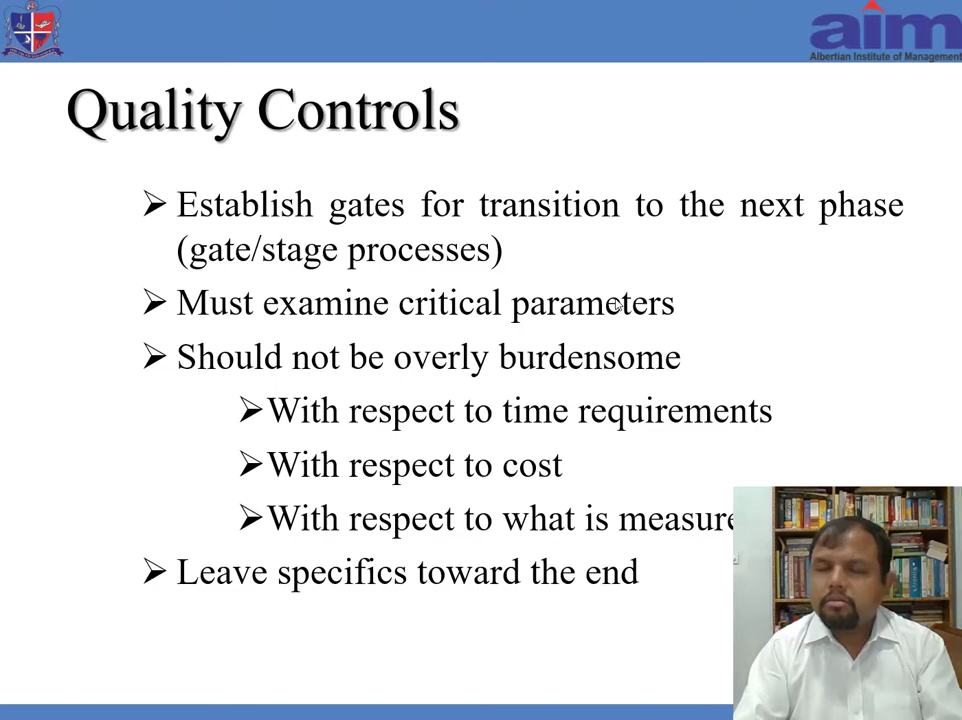 aim
Albertian Institute of Management
Quality Controls
Establish gates for transition to the next phase
(gate/stage processes)
Must examine critical parameters
Should not be overly burdensome
With respect to time requirements
With respect to cost
With respect to what is measure
Leave specifics toward the end